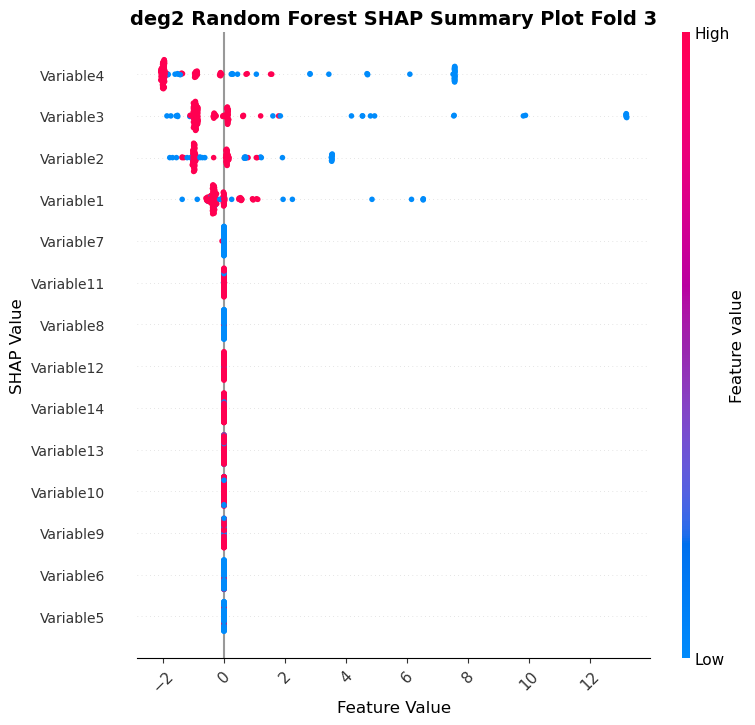 deg2 Random Forest SHAP Summary Plot Fold 3
High
Variable4
Variable3
Variable2
Variable1
Variable7
Variable11
Variable8
Variable12
Variable14
Variable13
Variable10
Variable9
Variable6
Variable5
SHAP Value
Feature value
Low
−2
0
2
4
6
8
10
12
Feature Value